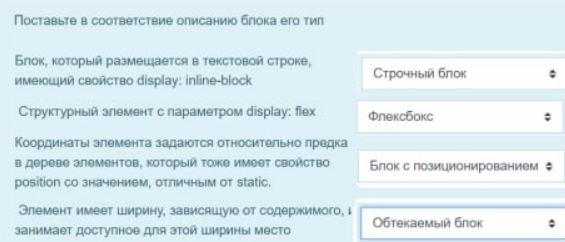 Поставьте в соответствие описанию блока его тип
Блок, который размещается в текстовой строке,
имеющий свойство display: inline-block
Строчный блок
Структурный элемент с параметром display: flex
Флексбокс
Координаты элемента задаются относительно предка
в дереве элементов, который тоже имеет свойство
position со значением, отличным от static.
Блок с позиционированием
Элемент имеет ширину, зависящую от содержимого, и
занимает доступное для этой ширины место
Обтекаемый блок